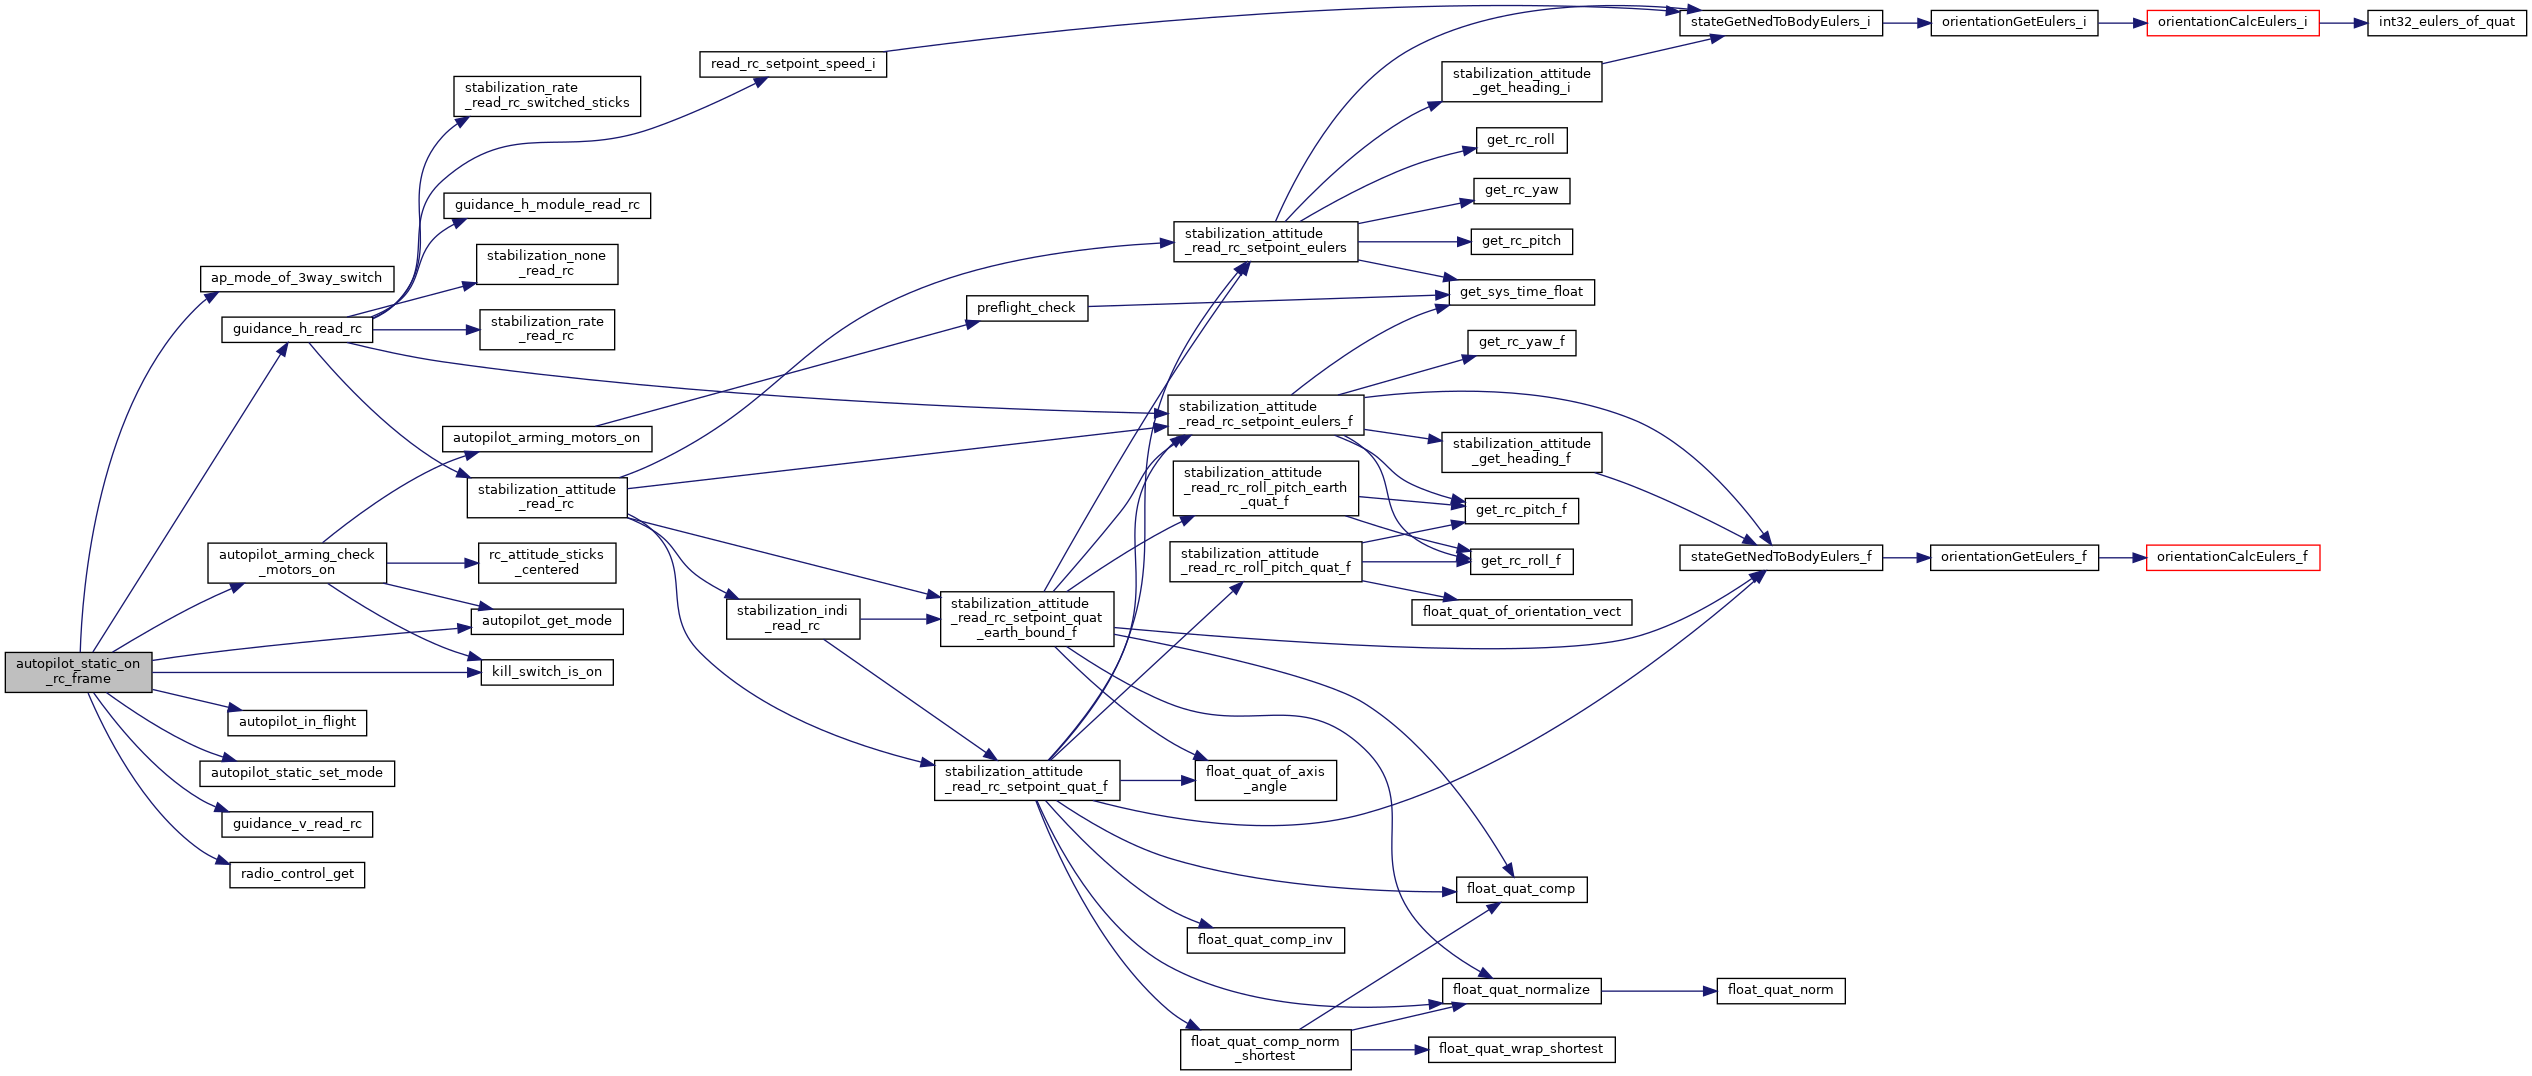 autopilot_static_on
_rc_frame
ap_mode_of_3way_switch
guidance_h_read_rc
autopilot_arming_check
_motors_on
autopilot_in_flight
autopilot_static_set_mode
guidance_v_read_rc
radio_control_get
stabilization_rate
_read_rc_switched_sticks
guidance_h_module_read_rc
stabilization_none
_read_rc
stabilization_rate
_read_rc
autopilot_arming_motors_on
stabilization_attitude
_read_rc
rc_attitude_sticks
_centered
autopilot_get_mode
kill_switch_is_on
read_rc_setpoint_speed_i
stabilization_indi
_read_rc
preflight_check
stabilization_attitude
_read_rc_setpoint_quat
_earth_bound_f
stabilization_attitude
_read_rc_setpoint_quat_f
stabilization_attitude
_read_rc_setpoint_eulers
stabilization_attitude
_read_rc_setpoint_eulers_f
stabilization_attitude
_read_rc_roll_pitch_earth
_quat_f
stabilization_attitude
_read_rc_roll_pitch_quat_f
float_quat_of_axis
_angle
float_quat_comp_inv
float_quat_comp_norm
_shortest
stabilization_attitude
_get_heading_i
get_rc_roll
get_rc_yaw
get_rc_pitch
get_sys_time_float
get_rc_yaw_f
stabilization_attitude
_get_heading_f
get_rc_pitch_f
get_rc_roll_f
float_quat_of_orientation_vect
float_quat_comp
float_quat_normalize
float_quat_wrap_shortest
stateGetNedToBodyEulers_i
stateGetNedToBodyEulers_f
float_quat_norm
orientationGetEulers_i
orientationGetEulers_f
orientationCalcEulers_i
orientationCalcEulers_f
int32_eulers_of_quat